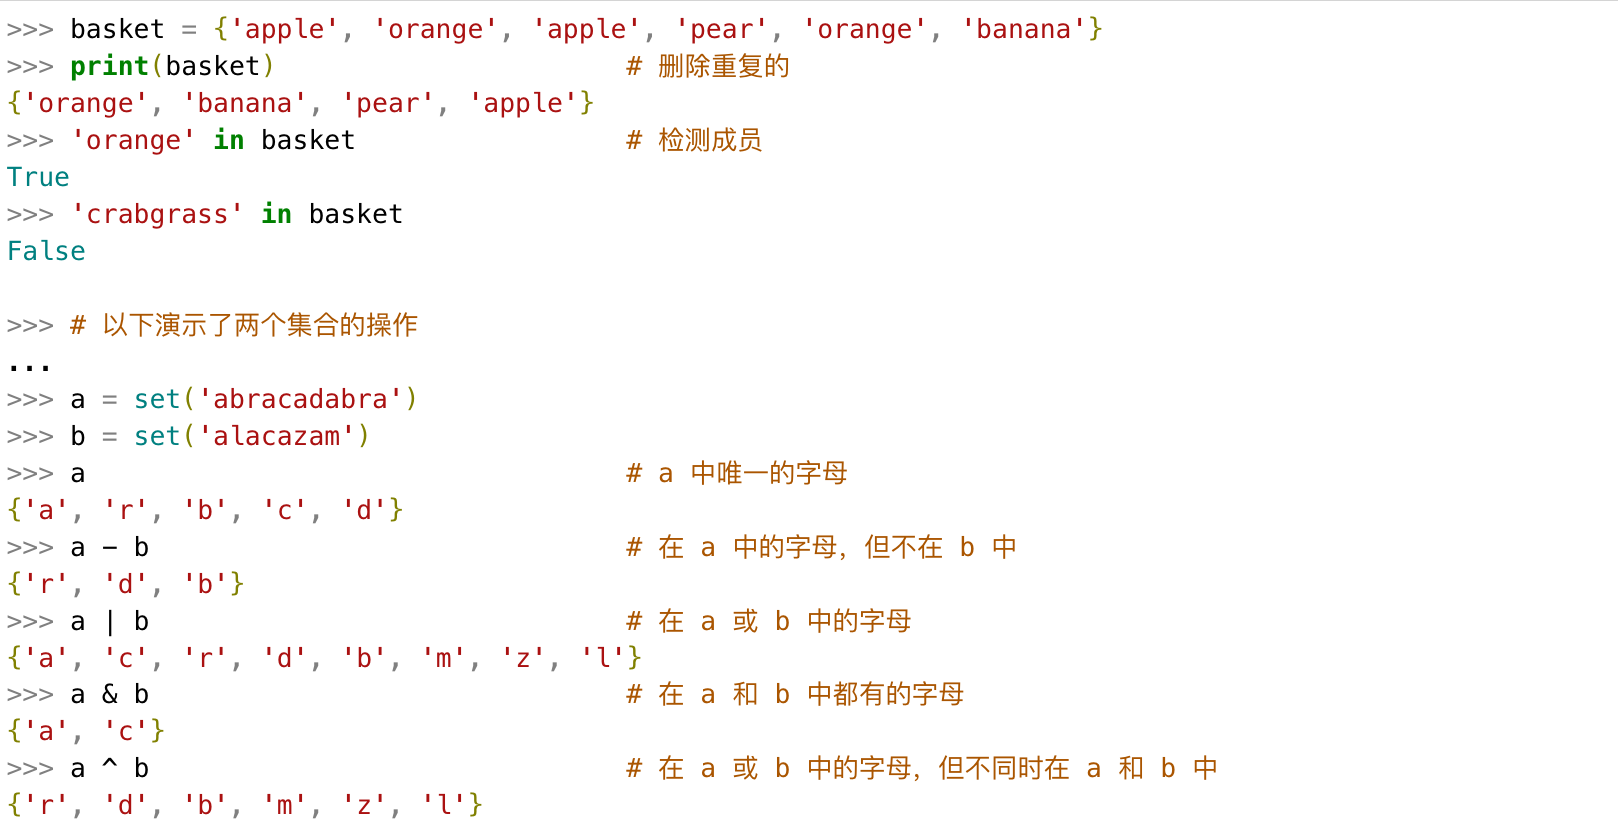 >>> basket = {'apple', 'orange', 'apple', 'pear', 'orange', 'banana'}
>>> print(basket)                      # 删除重复的
{'orange', 'banana', 'pear', 'apple'}
>>> 'orange' in basket                 # 检测成员
True
>>> 'crabgrass' in basket
False
>>> # 以下演示了两个集合的操作
...
>>> a = set('abracadabra')
>>> b = set('alacazam')
>>> a                                  # a 中唯一的字母
{'a', 'r', 'b', 'c', 'd'}
>>> a - b                              # 在 a 中的字母，但不在 b 中
{'r', 'd', 'b'}
>>> a | b                              # 在 a 或 b 中的字母
{'a', 'c', 'r', 'd', 'b', 'm', 'z', 'l'}
>>> a & b                              # 在 a 和 b 中都有的字母
{'a', 'c'}
>>> a ^ b                              # 在 a 或 b 中的字母，但不同时在 a 和 b 中
{'r', 'd', 'b', 'm', 'z', 'l'}